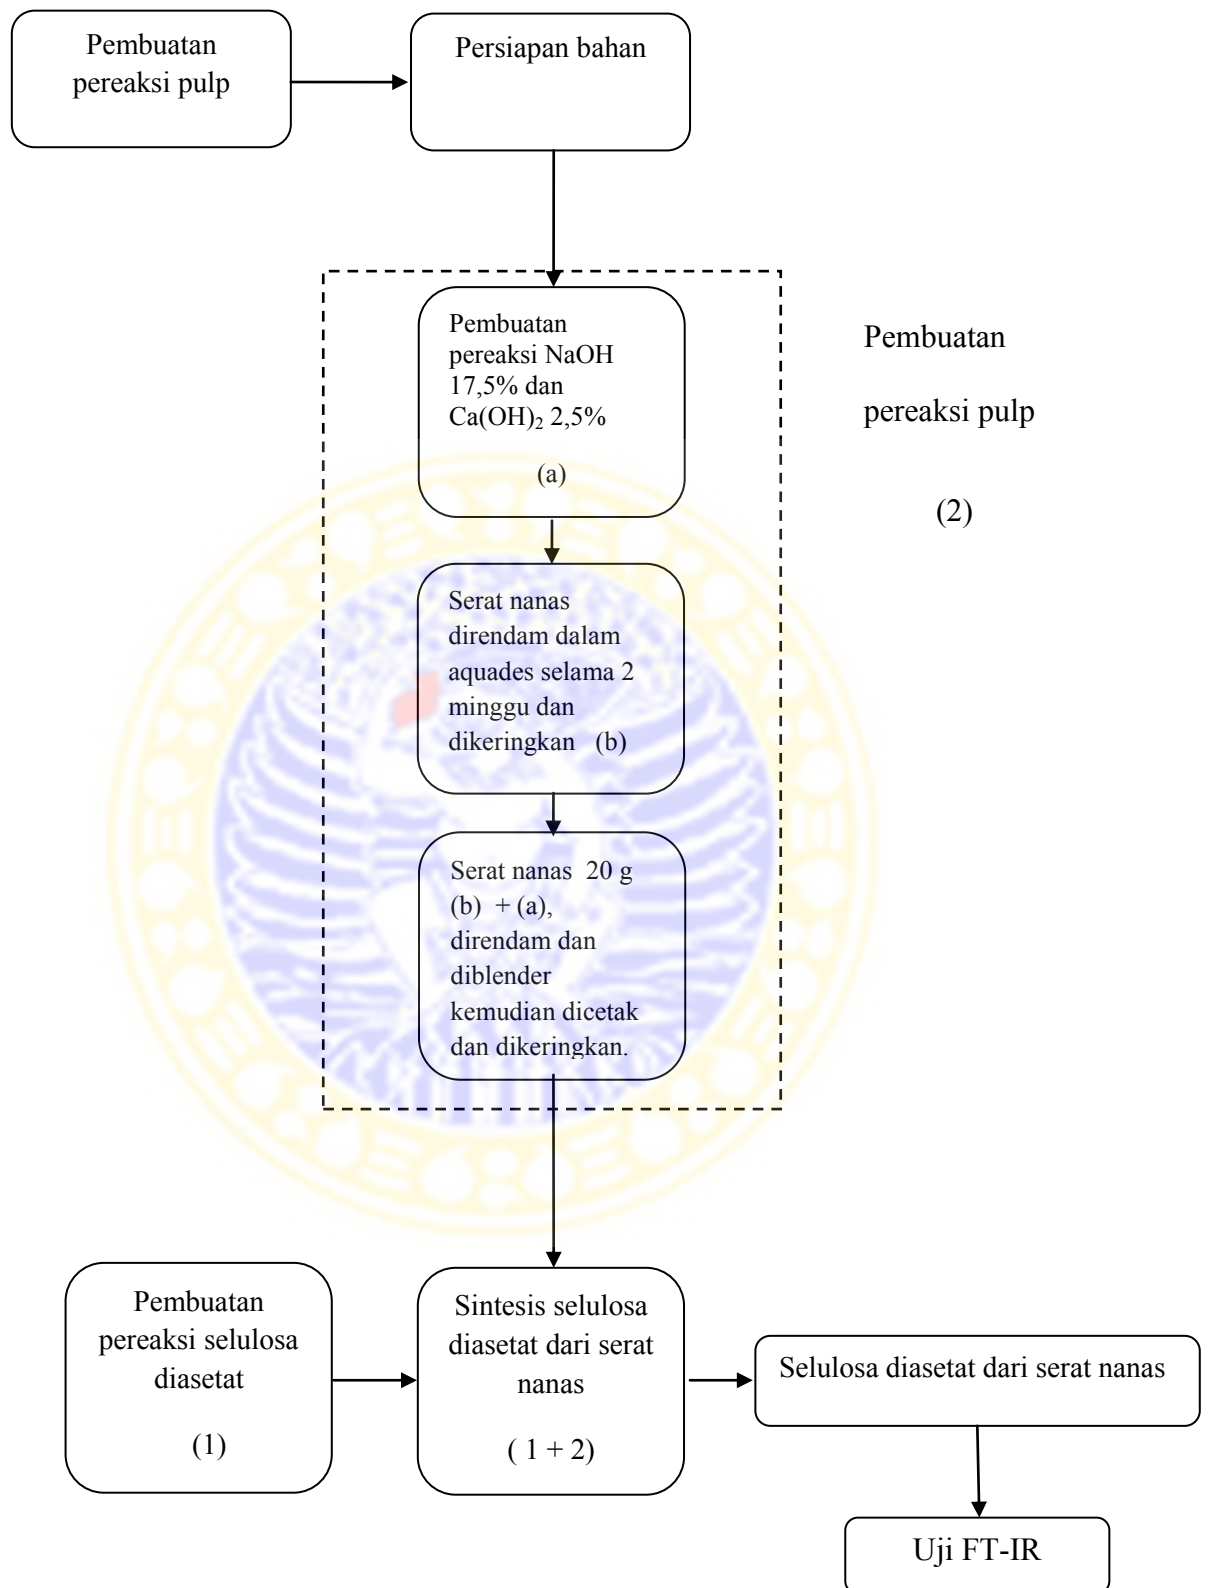 Pembuatan
pereaksi pulp
Persiapan bahan
Pembuatan
pereaksi NaOH
17,5% dan
Ca(OH)₂ 2,5%
(a)
Pembuatan
pereaksi pulp
(2)
Serat nanas
direndam dalam
aquades selama 2
minggu dan
dikeringkan (b)
Serat nanas 20 g
(b) + (a),
direndam dan
diblender
kemudian dicetak
dan dikeringkan.
Pembuatan
pereaksi selulosa
diasetat
(1)
Sintesis selulosa
diasetat dari serat
nanas
( 1 + 2)
Selulosa diasetat dari serat nanas
Uji FT-IR